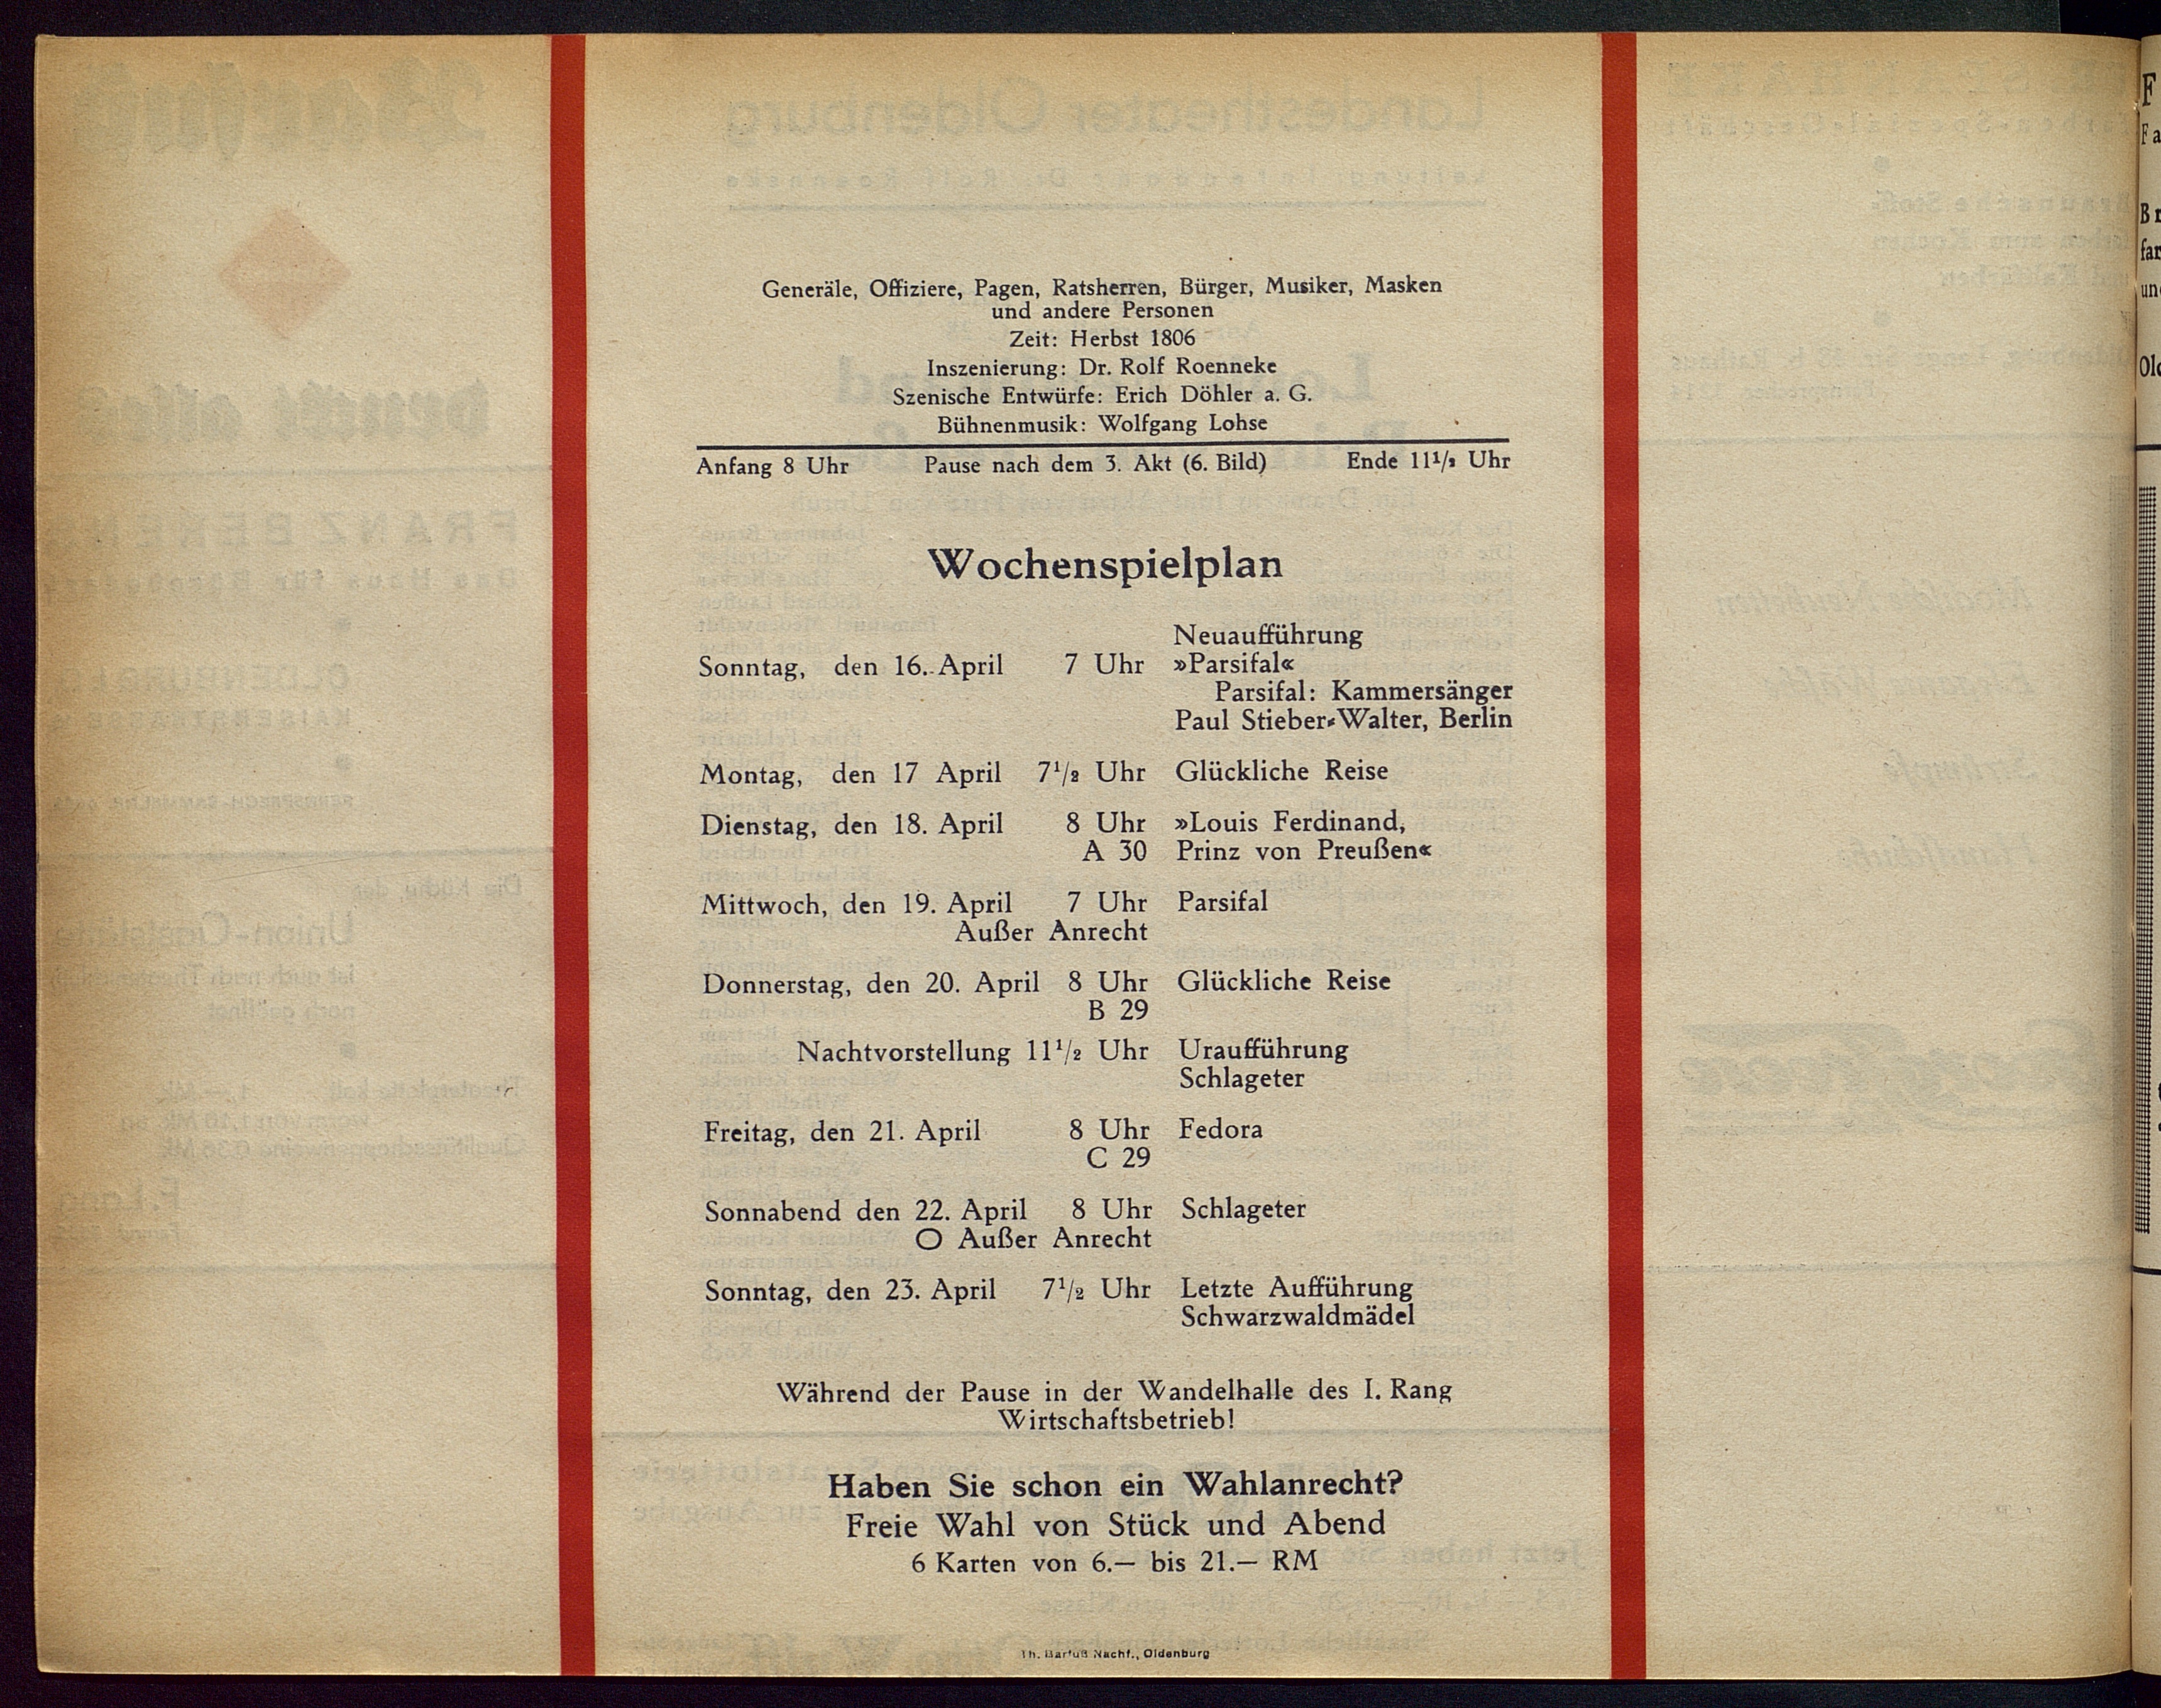 Generäle, Offiziere, Pagen, Ratsherren, Bürger, Musiker, Masken
und andere Personen
Zeit: Herbst 1806
Inszenierung: Dr. Rolf Roenneke
Szenische Entwürfe: Erich Döhler a. G.
Bühnenmusik: Wolfgang Lohse
Anfang 8 Uhr Pause nach dem 3. Akt (6. Bild) Ende 11½ Uhr
Wochenspielplan
Neuaufführung
Sonntag, den 16. April 7 Uhr »Parsifal«
Parsifal: Kammersänger
Paul Stieber-Walter, Berlin
Montag, den 17 April 7½ Uhr Glückliche Reise
Dienstag, den 18. April 8 Uhr »Louis Ferdinand,
A 30 Prinz von Preußen«
Mittwoch, den 19. April 7 Uhr Parsifal
Außer Anrecht
Donnerstag, den 20. April 8 Uhr Glückliche Reise
B 29
Nachtvorstellung 11½ Uhr Uraufführung
Schlageter
Freitag, den 21. April 8 Uhr Fedora
C 29
Sonnabend den 22. April 8 Uhr Schlageter
O Außer Anrecht
Sonntag, den 23. April 7½ Uhr Letzte Aufführung
Schwarzwaldmädel
Während der Pause in der Wandelhalle des I. Rang
Wirtschaftsbetrieb!
Haben Sie schon ein Wahlanrecht?
Freie Wahl von Stück und Abend
6 Karten von 6.— bis 21.— RM
Th. Barfuß Nachf., Oldenburg